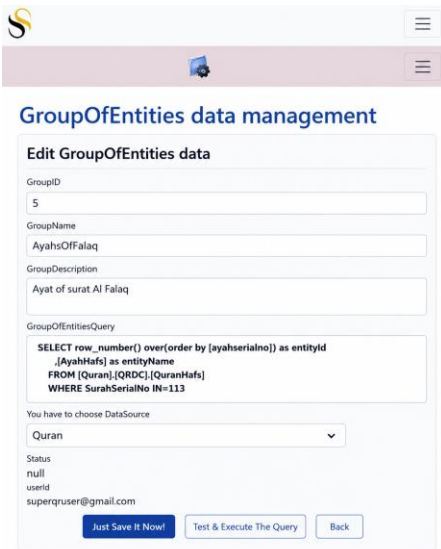 GroupOfEntities data management
Edit GroupOfEntities data
GroupID
5
GroupName
AyahsOfFalaq
GroupDescription
Ayat of surat Al Falaq
GroupOfEntitiesQuery
SELECT row_number() over(order by [ayahserialno]) as entityId
,[AyahHafs] as entityName
FROM [Quran].[QRDC].[QuranHafs]
WHERE SurahSerialNo IN=113
You have to choose DataSource
Quran
Status
null
userId
superqruser@gmail.com
Just Save It Now!
Test & Execute The Query
Back